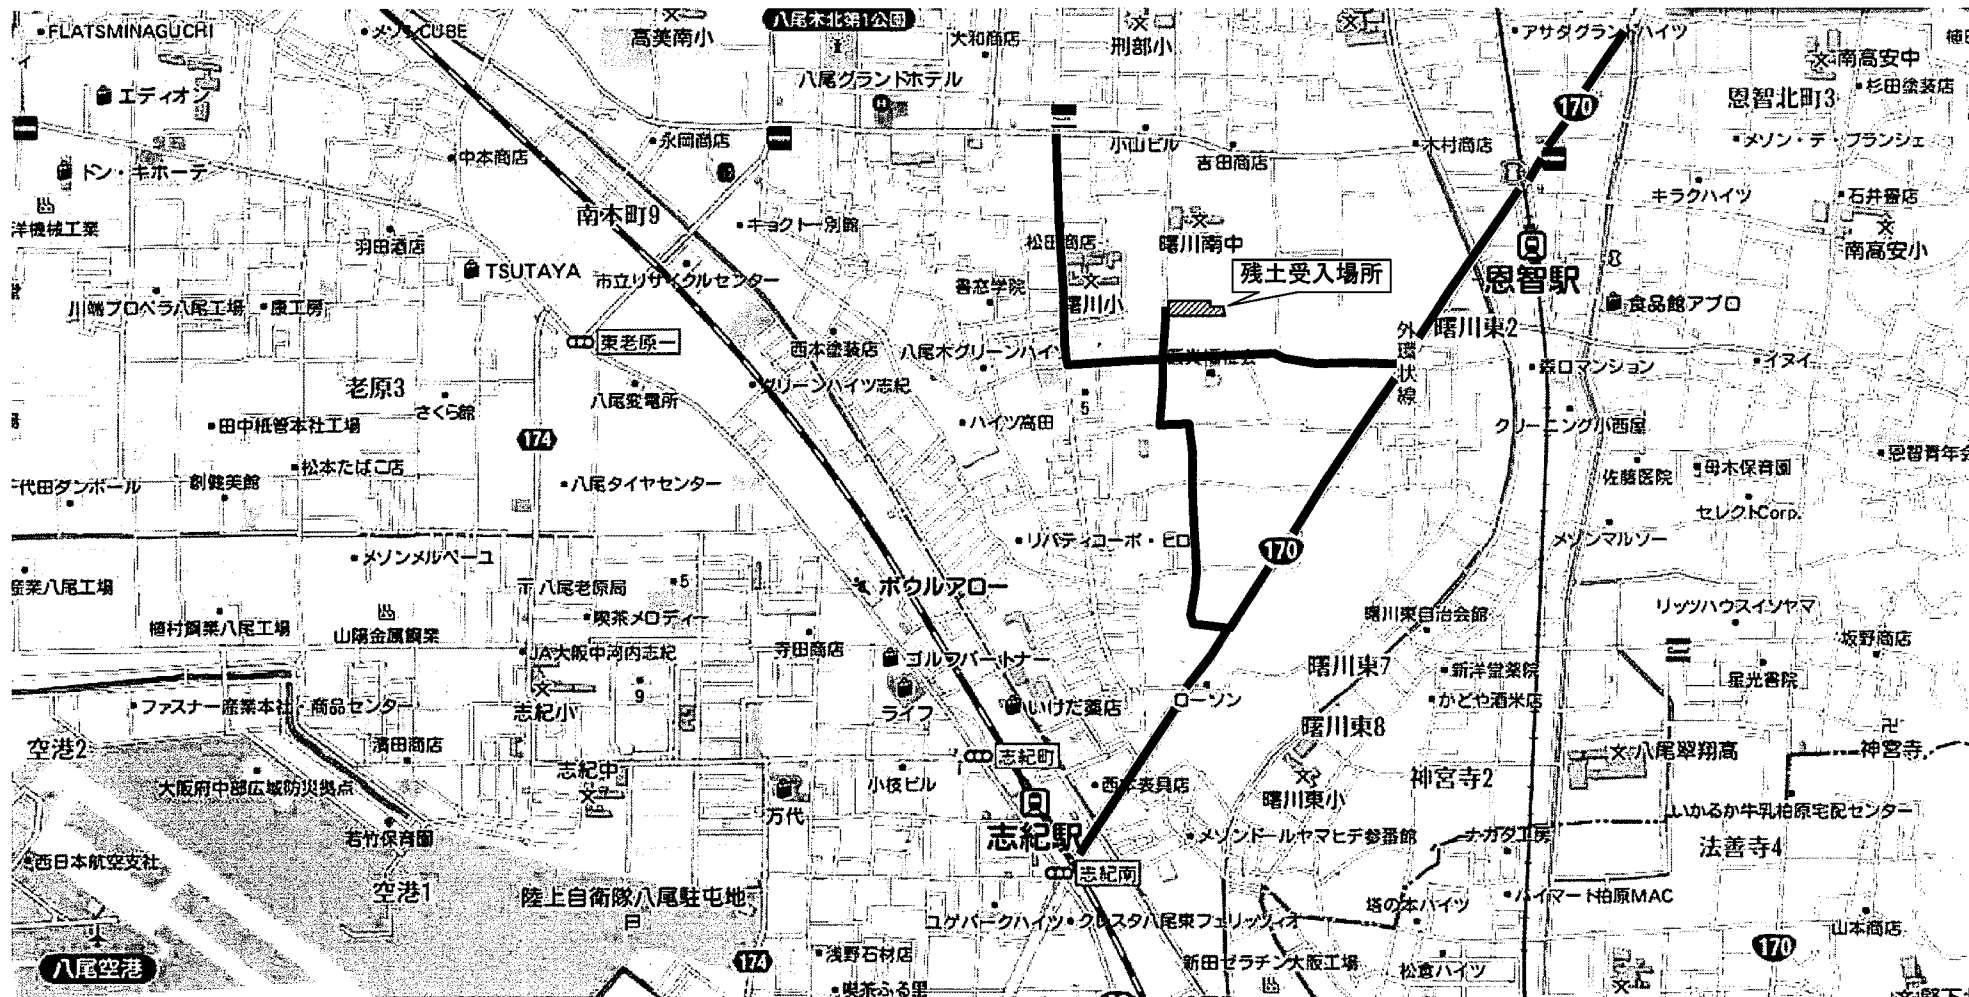 FLATSMINAGUCHI
メゾンCUBE
高美南小
八尾木北第1公園
大和商店
刑部小
アサダグランドハイツ
南高安中
エディオン
八尾グランドホテル
恩智北町3
杉田塗装店
170
永岡商店
中本商店
小山ビル
吉田商店
木村商店
メゾン・デ・ブランシェ
ドン・キホーテ
キラクハイツ
石井畳店
洋機械工業
羽田酒店
南木町9
キョクトー別館
松田商店
曙川南中
南高安小
TSUTAYA
市立リサイクルセンター
書恋学院
曙川小
残土受入場所
恩智駅
川端プロペラ八尾工場
康工房
食品館アプロ
東老原一
西本塗装店
八尾木グリーンハイツ
外環状線
曙川東2
老原3
さくら館
八尾変電所
グリーンハイツ志紀
森口マンション
イヌイ
田中紙管本社工場
174
ハイツ高田
5
クリーニング小西屋
松本たばこ店
創健美館
八尾タイヤセンター
佐藤医院
母木保育園
恩智青年会
千代田ダンボール
セレクトCorp.
メゾンメルベーユ
リバティコーポ・ヒロ
170
メゾンマルソー
産業八尾工場
八尾老原局
5
ボウルアロー
植村鋼業八尾工場
山陽金属鋼業
喫茶メロディー
寺田商店
曙川東自治会館
リッツハウスイソヤマ
坂野商店
JA大阪中河内志紀
ゴルフパートナー
曙川東7
新洋堂薬院
星光書院
ファスナー産業本社・商品センター
志紀小
9
ライフ
いけだ薬店
ローソン
かどや酒米店
空港2
濱田商店
志紀町
曙川東8
八尾翠翔高
神宮寺
大阪府中部広域防災拠点
志紀中
万代
小枝ビル
西本表具店
曙川東小
神宮寺2
いかるか牛乳柏原宅配センター
若竹保育園
志紀駅
メゾンドールヤマヒデ参番館
ナガタ工房
法善寺4
西日本航空支社
空港1
陸上自衛隊八尾駐屯地
志紀南
塔の本ハイツ
ハイマート柏原MAC
ユゲパークハイツ
クレスタ八尾東フェリッツィオ
山本商店
八尾空港
174
浅野石材店
新田ゼラチン大阪工場
松倉ハイツ
170
喫茶ふる里